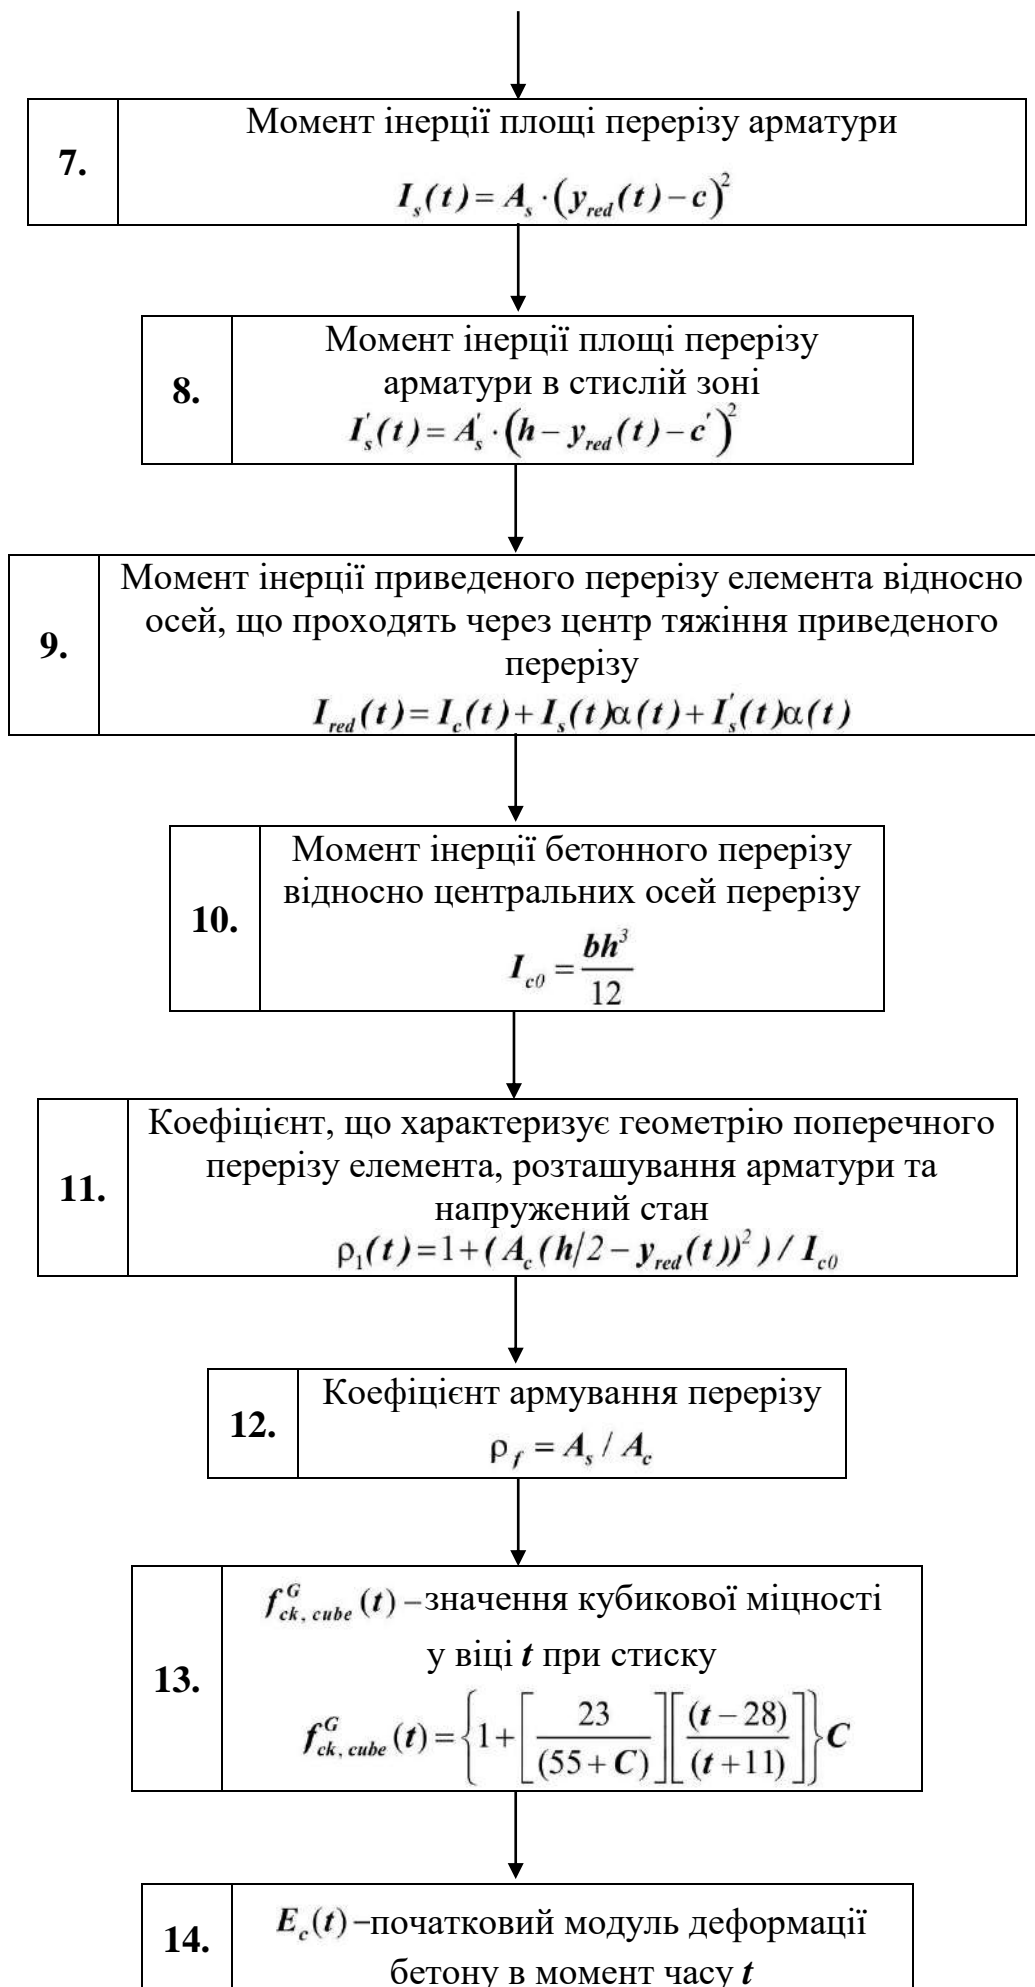 7.
Момент інерції площі перерізу арматури
I_s(t) = A_s · (y_red(t) − c)²
8.
Момент інерції площі перерізу
арматури в стислій зоні
I'_s(t) = A'_s · (h − y_red(t) − c')²
9.
Момент інерції приведеного перерізу елемента відносно
осей, що проходять через центр тяжіння приведеного
перерізу
I_red(t) = I_c(t) + I_s(t)α(t) + I'_s(t)α(t)
10.
Момент інерції бетонного перерізу
відносно центральних осей перерізу
I_c0 = bh³/12
11.
Коефіцієнт, що характеризує геометрію поперечного
перерізу елемента, розташування арматури та
напружений стан
ρ₁(t) = 1 + (A_c(h/2 − y_red(t))²) / I_c0
12.
Коефіцієнт армування перерізу
ρ_f = A_s / A_c
13.
f^G_ck, cube (t) – значення кубикової міцності
у віці t при стиску
f^G_ck, cube (t) = {1 + [23/(55 + C)][(t − 28)/(t + 11)]}C
14.
E_c(t) – початковий модуль деформації
бетону в момент часу t